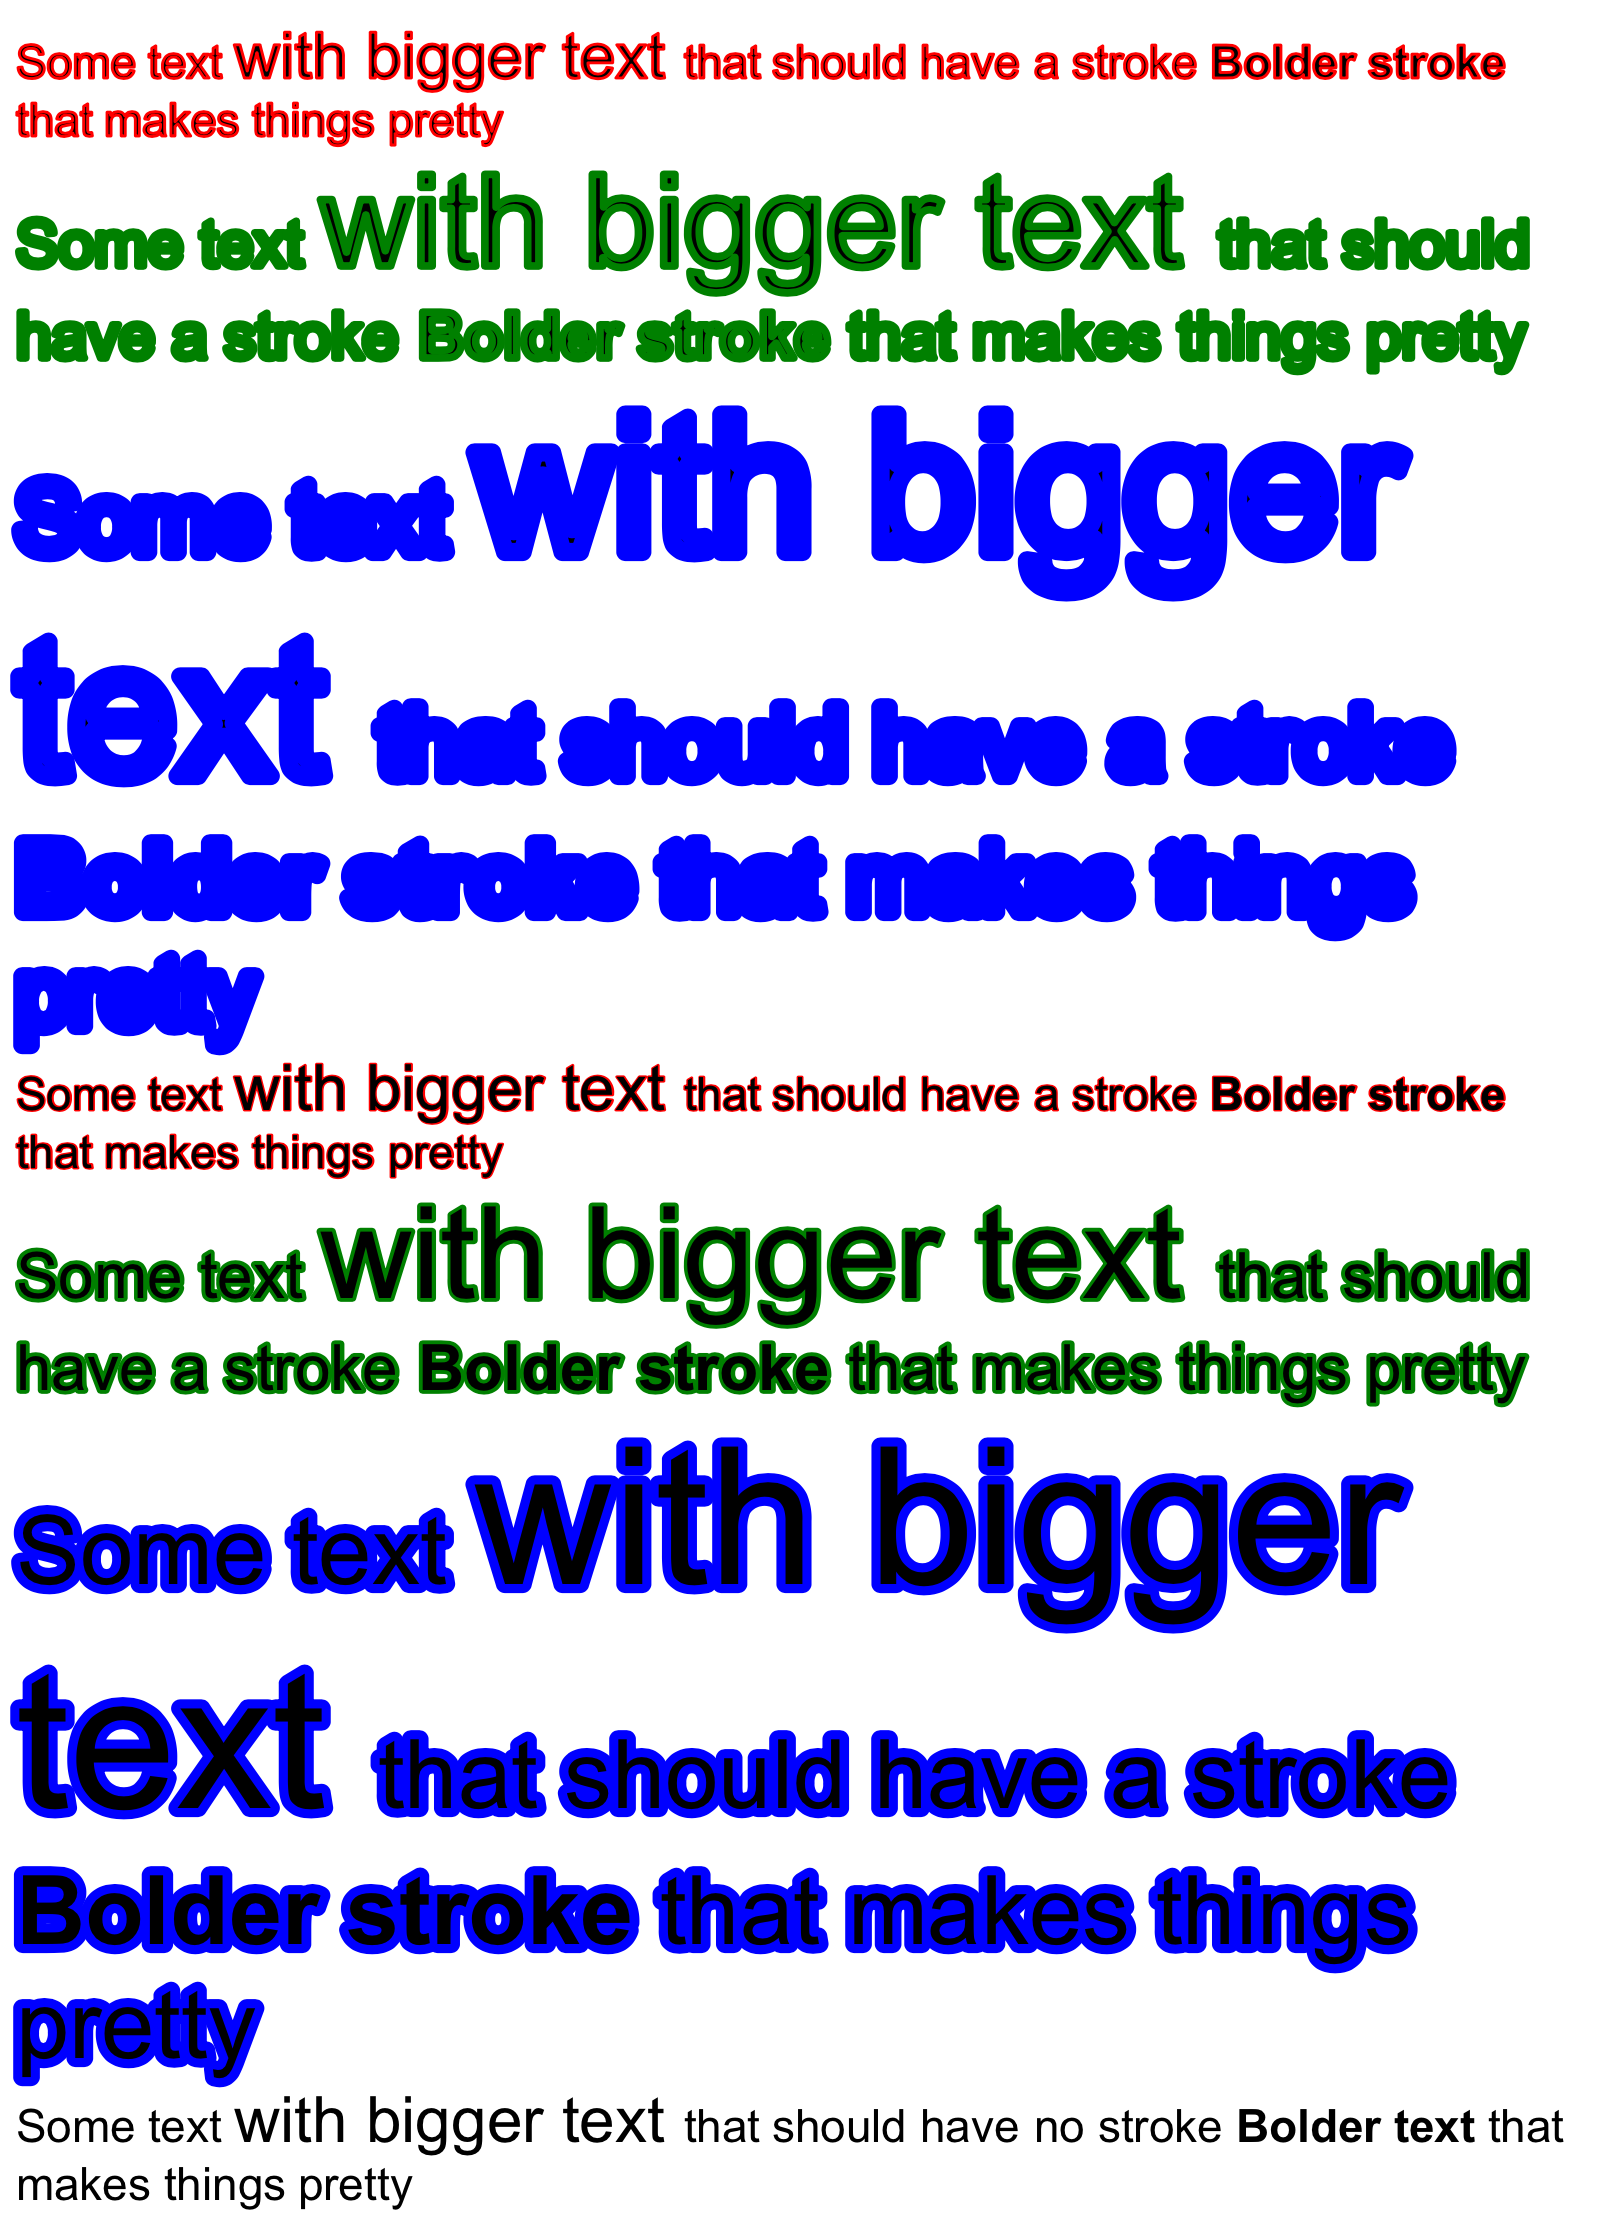 Some text with bigger text that should have a stroke Bolder stroke
that makes things pretty
Some text with bigger text that should
have a stroke Bolder stroke that makes things pretty
Some text with bigger
text that should have a stroke
Bolder stroke that makes things
pretty
Some text with bigger text that should have a stroke Bolder stroke
that makes things pretty
Some text with bigger text that should
have a stroke Bolder stroke that makes things pretty
Some text with bigger
text that should have a stroke
Bolder stroke that makes things
pretty
Some text with bigger text that should have no stroke Bolder text that
makes things pretty